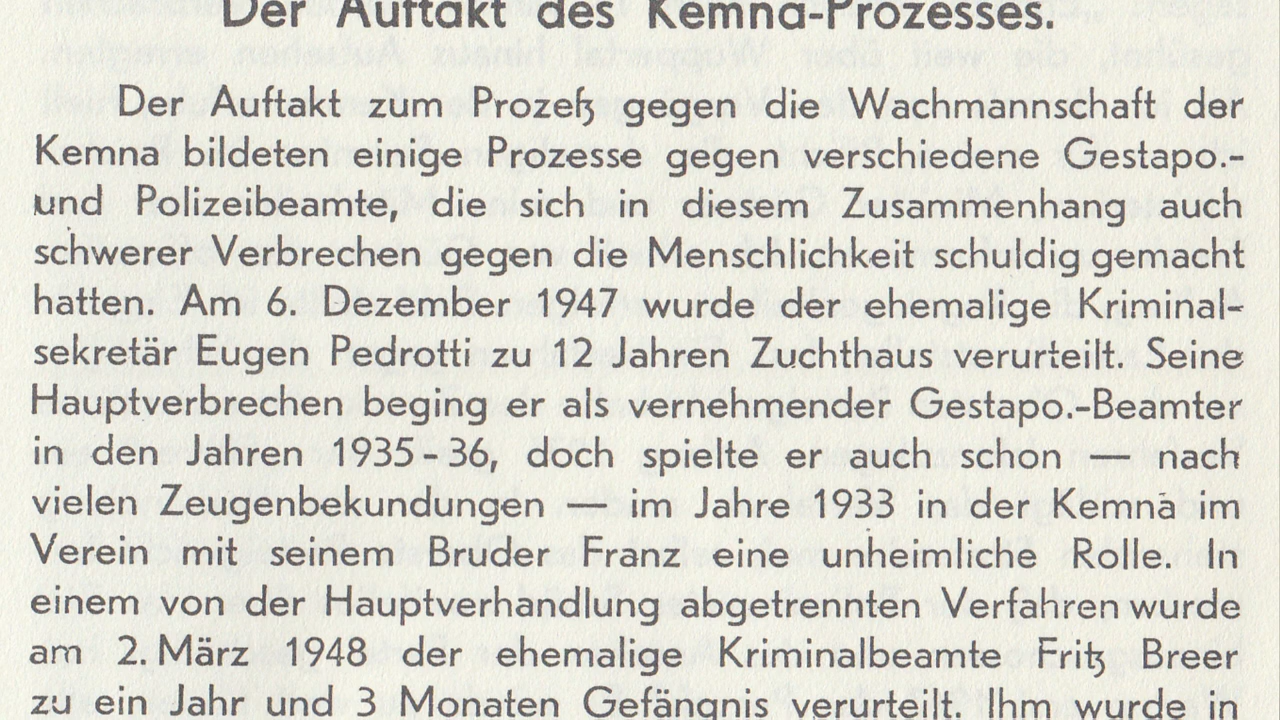 Der Auftakt des Kemna-Prozesses.
Der Auftakt zum Prozeß gegen die Wachmannschaft der
Kemna bildeten einige Prozesse gegen verschiedene Gestapo.-
und Polizeibeamte, die sich in diesem Zusammenhang auch
schwerer Verbrechen gegen die Menschlichkeit schuldig gemacht
hatten. Am 6. Dezember 1947 wurde der ehemalige Kriminal-
sekretär Eugen Pedrotti zu 12 Jahren Zuchthaus verurteilt. Seine
Hauptverbrechen beging er als vernehmender Gestapo.-Beamter
in den Jahren 1935–36, doch spielte er auch schon — nach
vielen Zeugenbekundungen — im Jahre 1933 in der Kemna im
Verein mit seinem Bruder Franz eine unheimliche Rolle. In
einem von der Hauptverhandlung abgetrennten Verfahren wurde
am 2. März 1948 der ehemalige Kriminalbeamte Fritz Breer
zu ein Jahr und 3 Monaten Gefängnis verurteilt. Ihm wurde in